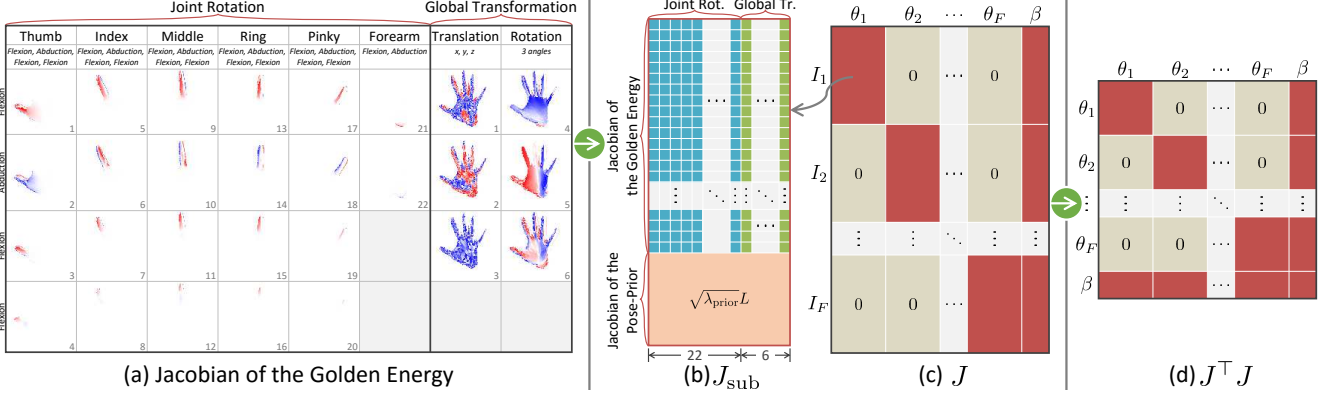 Joint Rotation
Global Transformation
Thumb Index Middle Ring Pinky Forearm Translation Rotation
Flexion, Abduction, Flexion, Abduction, Flexion, Abduction, Flexion, Abduction, Flexion, Abduction, Flexion, Abduction x, y, z 3 angles
Flexion, Flexion Flexion, Flexion Flexion, Flexion Flexion, Flexion Flexion, Flexion
Flexion
1 5 9 13 17 21 1 4
Abduction
2 6 10 14 18 22 2 5
Flexion
3 7 11 15 19 3 6
Flexion
4 8 12 16 20
(a) Jacobian of the Golden Energy
Joint Rot. Global Tr.
Jacobian of
the Golden Energy
... ...
⋮ ⋱ ⋮ ⋱ ⋮
...
Jacobian of the
Pose-Prior
√λprior L
22 6
(b) J_sub
θ1 θ2 ... θF β
I1 0 ... 0
I2 0 ... 0
⋮ ⋮ ⋱ ⋮ ⋮
IF 0 0 ...
(c) J
θ1 θ2 ... θF β
θ1 0 ... 0
θ2 0 ... 0
⋮ ⋮ ⋮ ⋱ ⋮ ⋮
θF 0 0 ...
β ...
(d) J⊤J